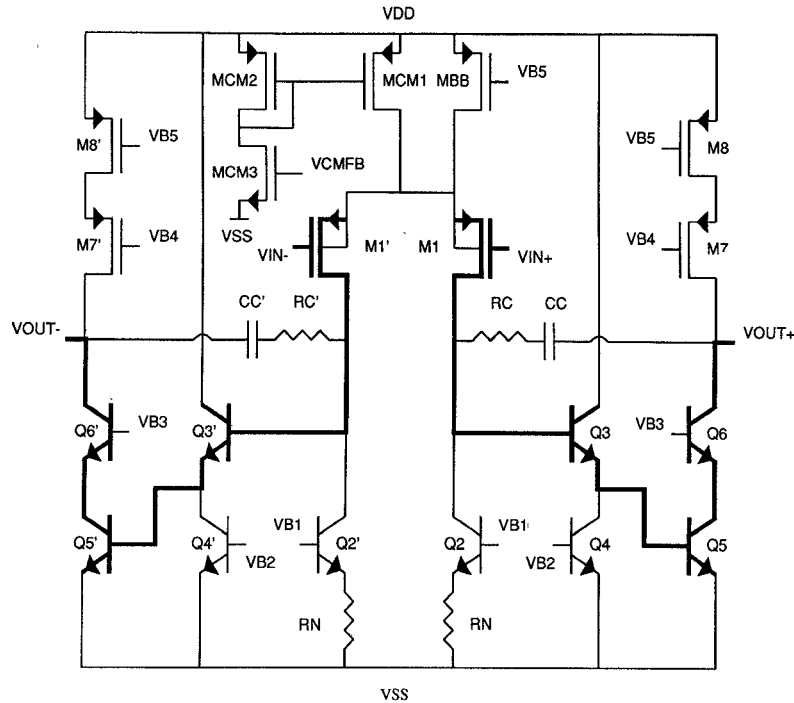 VDD
MCM2
MCM1
MBB
VB5
M8'
VB5
VB5
M8
MCM3
VCMFB
VSS
M7'
VB4
VB4
M7
VIN-
M1'
M1
VIN+
CC'
RC'
RC
CC
VOUT-
VOUT+
Q6'
VB3
Q3'
Q3
VB3
Q6
Q5'
Q4'
VB2
VB1
Q2'
Q2
VB1
VB2
Q4
Q5
RN
RN
VSS